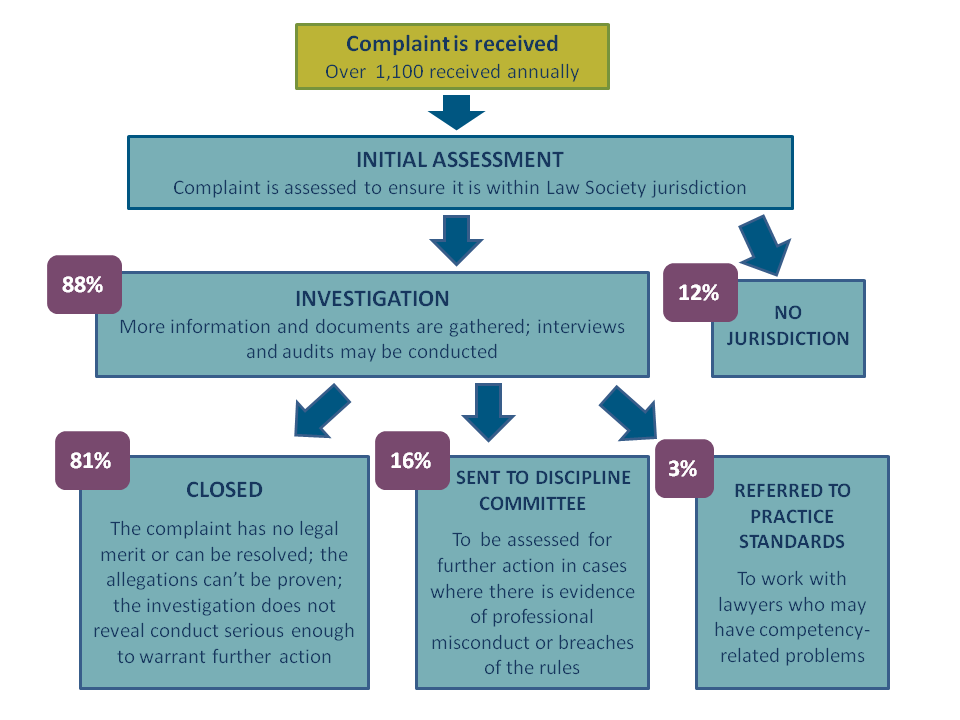 Complaint is received
Over 1,100 received annually
INITIAL ASSESSMENT
Complaint is assessed to ensure it is within Law Society jurisdiction
88%
INVESTIGATION
More information and documents are gathered; interviews
and audits may be conducted
12%
NO
JURISDICTION
81%
CLOSED
The complaint has no legal
merit or can be resolved; the
allegations can't be proven;
the investigation does not
reveal conduct serious enough
to warrant further action
16%
SENT TO DISCIPLINE
COMMITTEE
To be assessed for
further action in cases
where there is evidence
of professional
misconduct or breaches
of the rules
3%
REFERRED TO
PRACTICE
STANDARDS
To work with
lawyers who may
have competency-
related problems